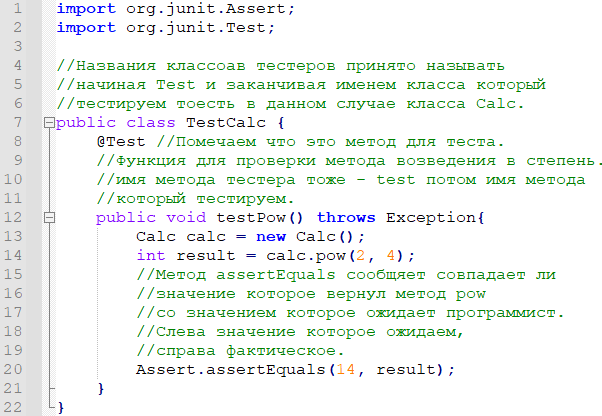 1 import org.junit.Assert;
2 import org.junit.Test;
3
4 //Названия классоав тестеров принято называть
5 //начиная Test и заканчивая именем класса который
6 //тестируем тоесть в данном случае класса Calc.
7 public class TestCalc {
8 @Test //Помечаем что это метод для теста.
9 //Функция для проверки метода возведения в степень.
10 //имя метода тестера тоже - test потом имя метода
11 //который тестируем.
12 public void testPow() throws Exception{
13 Calc calc = new Calc();
14 int result = calc.pow(2, 4);
15 //Метод assertEquals сообщяет совпадает ли
16 //значение которое вернул метод pow
17 //со значением которое ожидает программист.
18 //Слева значение которое ожидаем,
19 //справа фактическое.
20 Assert.assertEquals(14, result);
21 }
22 }